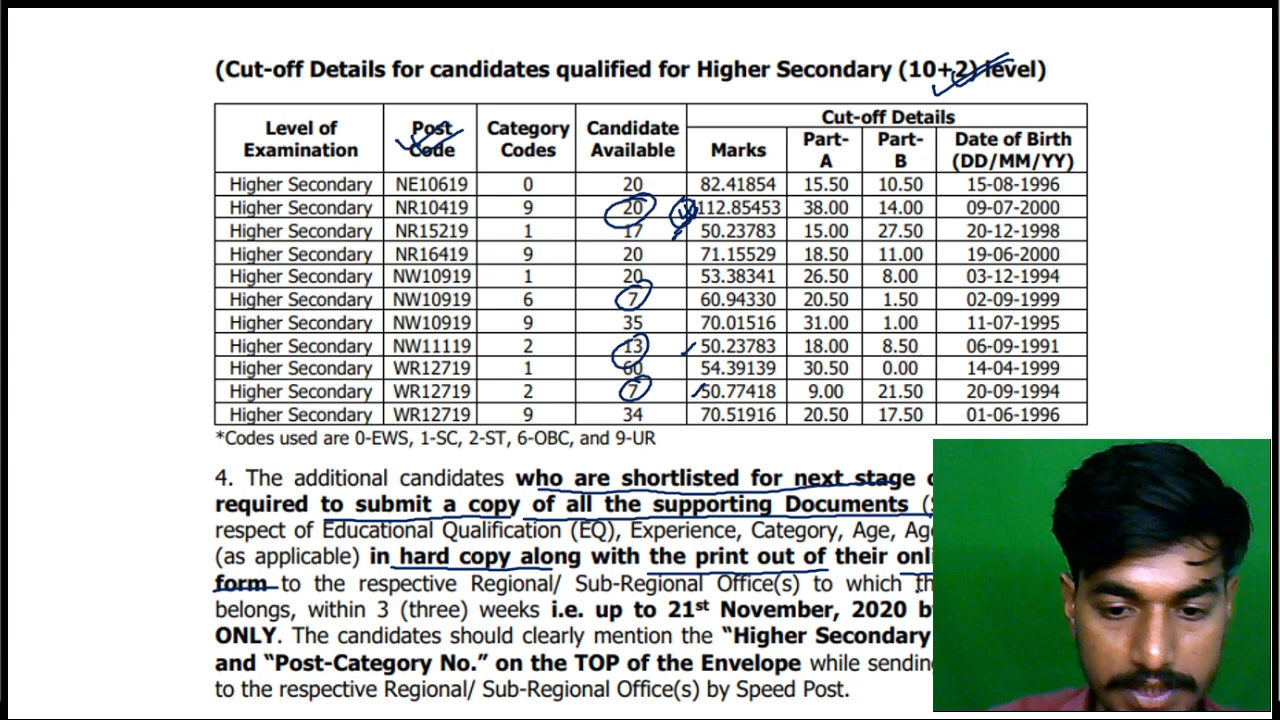 (Cut-off Details for candidates qualified for Higher Secondary (10+2) level)
Level of Examination Post Code Category Codes Candidate Available Cut-off Details
Marks Part-A Part-B Date of Birth (DD/MM/YY)
Higher Secondary NE10619 0 20 82.41854 15.50 10.50 15-08-1996
Higher Secondary NR10419 9 20 112.85453 38.00 14.00 09-07-2000
Higher Secondary NR15219 1 17 50.23783 15.00 27.50 20-12-1998
Higher Secondary NR16419 9 20 71.15529 18.50 11.00 19-06-2000
Higher Secondary NW10919 1 20 53.38341 26.50 8.00 03-12-1994
Higher Secondary NW10919 6 7 60.94330 20.50 1.50 02-09-1999
Higher Secondary NW10919 9 35 70.01516 31.00 1.00 11-07-1995
Higher Secondary NW11119 2 13 50.23783 18.00 8.50 06-09-1991
Higher Secondary WR12719 1 60 54.39139 30.50 0.00 14-04-1999
Higher Secondary WR12719 2 7 50.77418 9.00 21.50 20-09-1994
Higher Secondary WR12719 9 34 70.51916 20.50 17.50 01-06-1996
*Codes used are 0-EWS, 1-SC, 2-ST, 6-OBC, and 9-UR
4. The additional candidates who are shortlisted for next stage
required to submit a copy of all the supporting Documents
respect of Educational Qualification (EQ), Experience, Category, Age,
(as applicable) in hard copy along with the print out of their
form to the respective Regional/ Sub-Regional Office(s) to which
belongs, within 3 (three) weeks i.e. up to 21st November, 2020
ONLY. The candidates should clearly mention the "Higher Secondary
and "Post-Category No." on the TOP of the Envelope while sending
to the respective Regional/ Sub-Regional Office(s) by Speed Post.